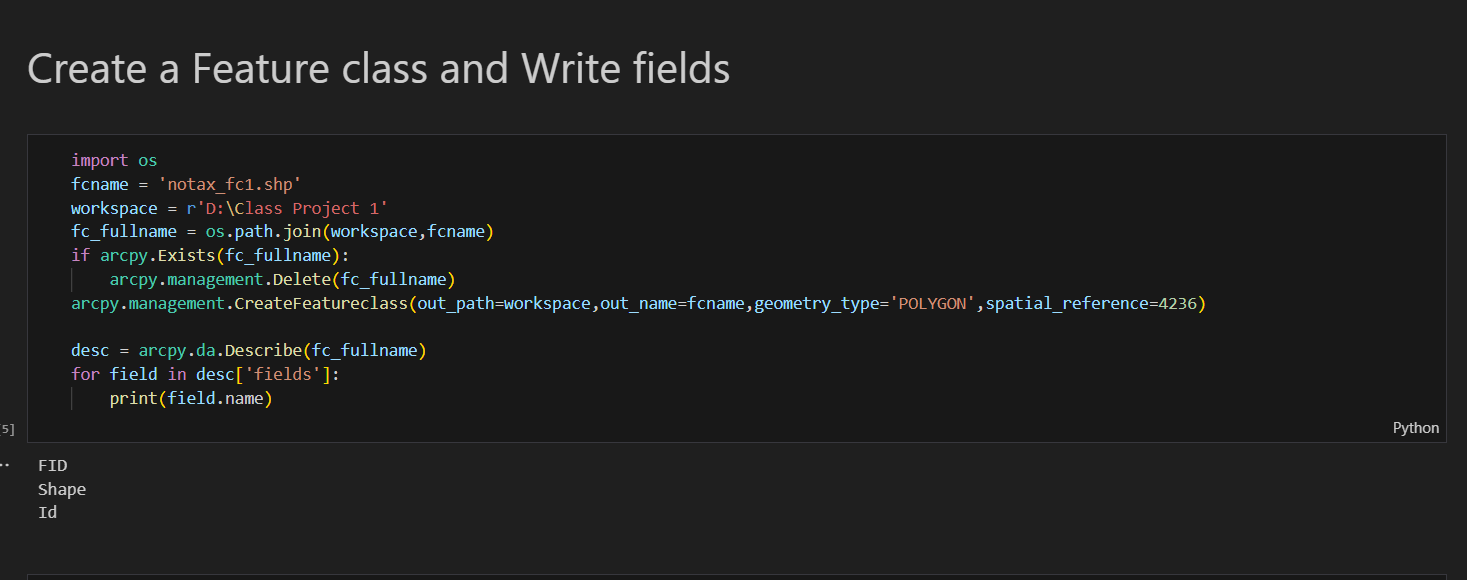 Create a Feature class and Write fields
import os
fcname = 'notax_fc1.shp'
workspace = r'D:\Class Project 1'
fc_fullname = os.path.join(workspace,fcname)
if arcpy.Exists(fc_fullname):
    arcpy.management.Delete(fc_fullname)
arcpy.management.CreateFeatureclass(out_path=workspace,out_name=fcname,geometry_type='POLYGON',spatial_reference=4236)
desc = arcpy.da.Describe(fc_fullname)
for field in desc['fields']:
    print(field.name)
5]
Python
FID
Shape
Id